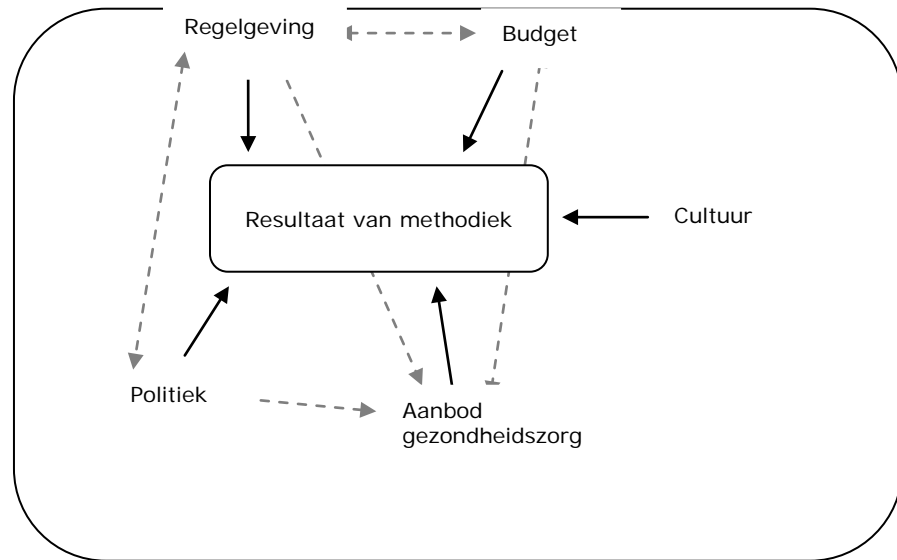 Regelgeving
Budget
Resultaat van methodiek
Cultuur
Politiek
Aanbod
gezondheidszorg